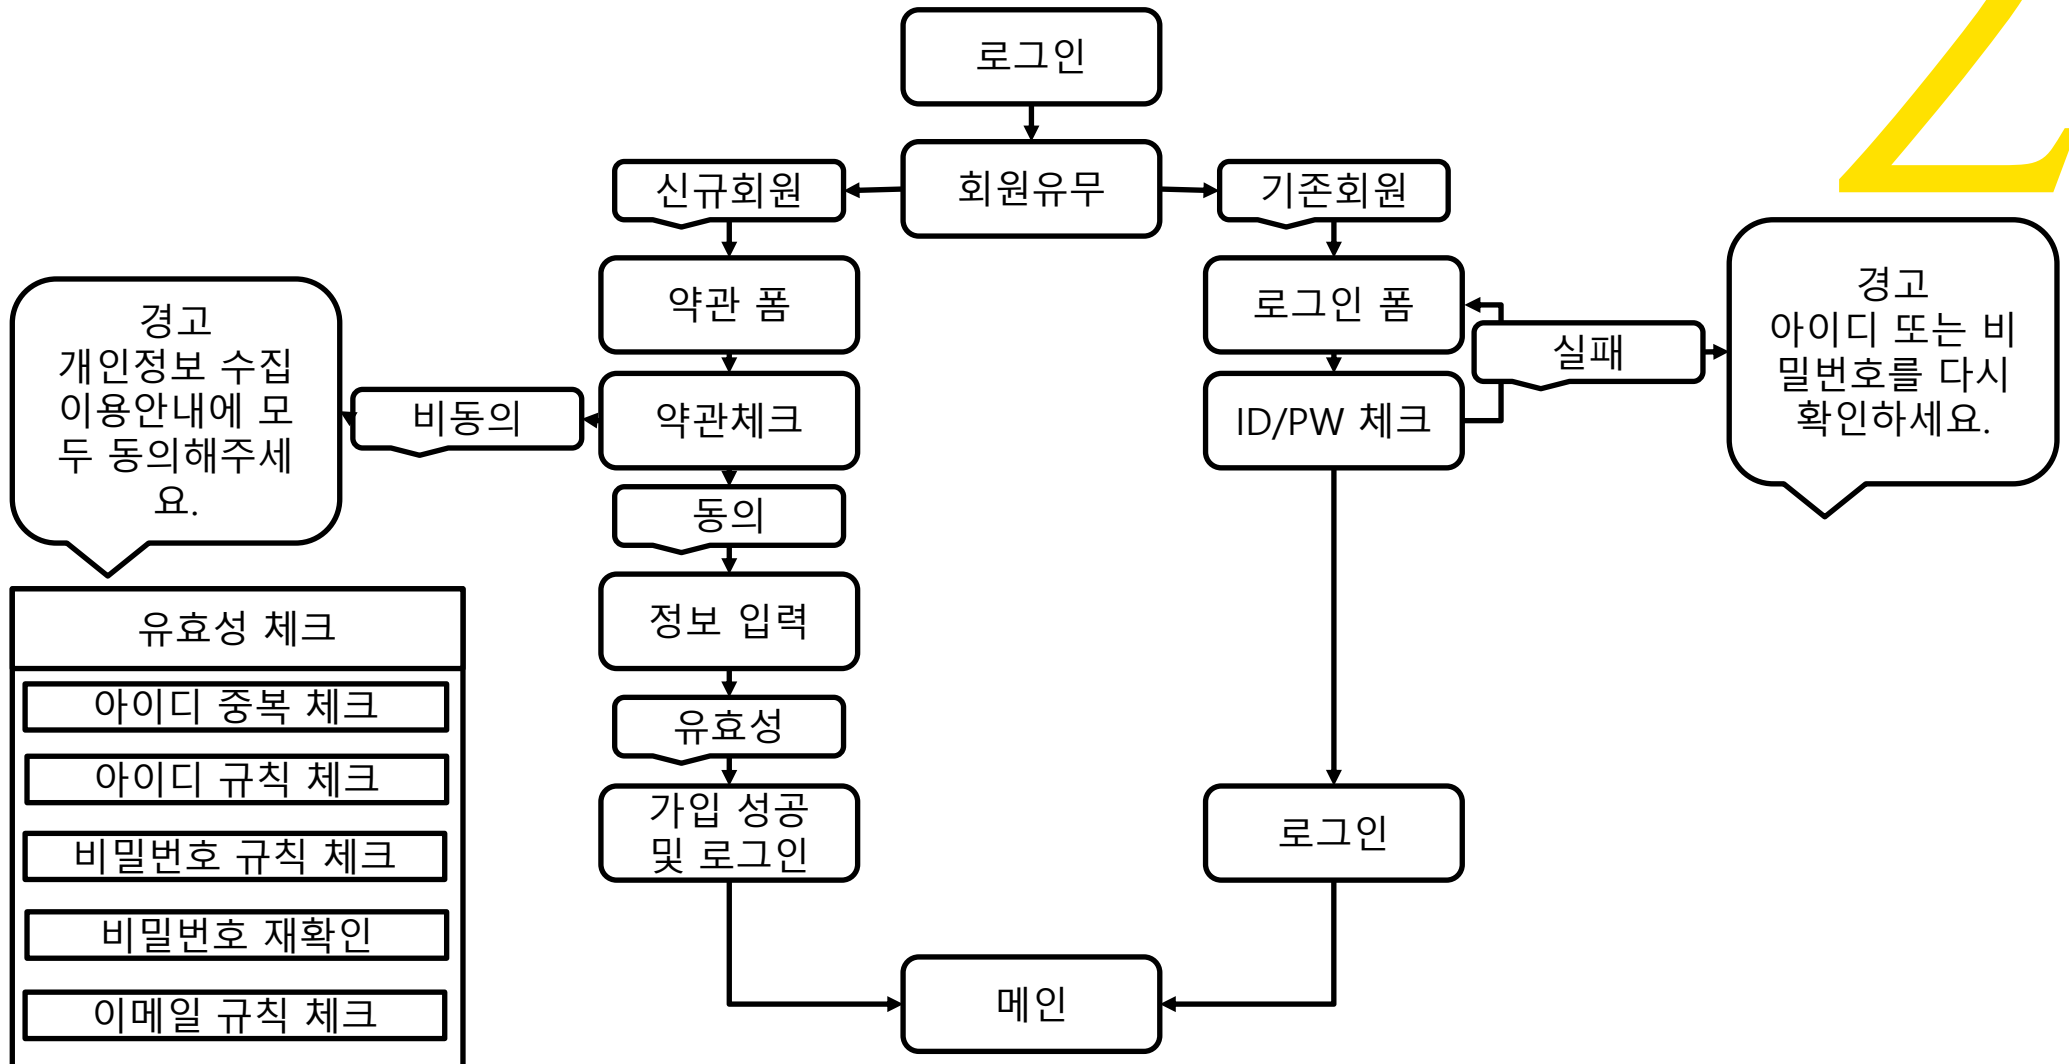 로그인
회원유무
신규회원
기존회원
약관 폼
로그인 폼
경고
아이디 또는 비
밀번호를 다시
확인하세요.
실패
경고
개인정보 수집
이용안내에 모
두 동의해주세
요.
비동의
약관체크
ID/PW 체크
동의
정보 입력
유효성
가입 성공
및 로그인
로그인
메인
유효성 체크
아이디 중복 체크
아이디 규칙 체크
비밀번호 규칙 체크
비밀번호 재확인
이메일 규칙 체크